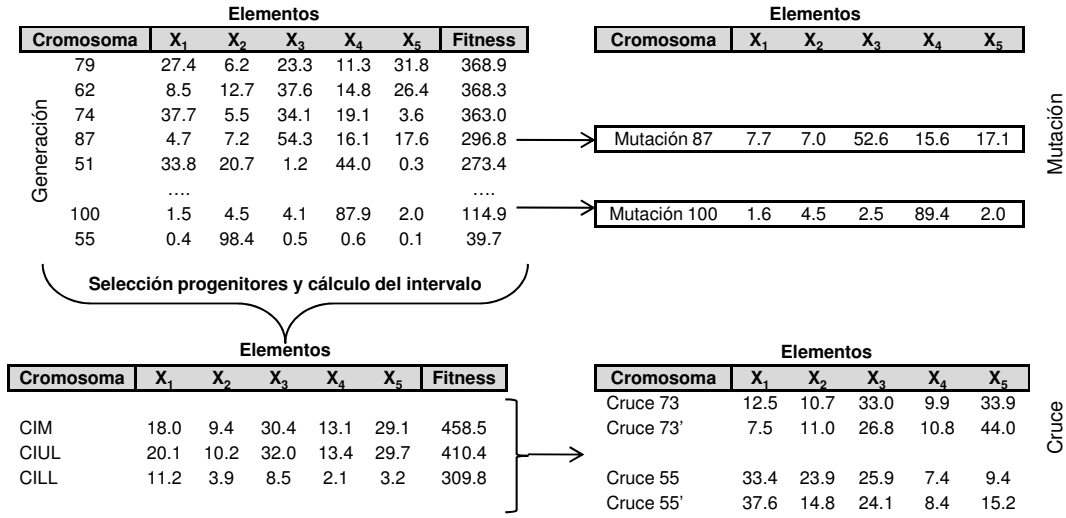 Elementos
Cromosoma X1 X2 X3 X4 X5 Fitness
79 27.4 6.2 23.3 11.3 31.8 368.9
62 8.5 12.7 37.6 14.8 26.4 368.3
74 37.7 5.5 34.1 19.1 3.6 363.0
87 4.7 7.2 54.3 16.1 17.6 296.8
51 33.8 20.7 1.2 44.0 0.3 273.4
.... ....
100 1.5 4.5 4.1 87.9 2.0 114.9
55 0.4 98.4 0.5 0.6 0.1 39.7
Generación
Elementos
Cromosoma X1 X2 X3 X4 X5
Mutación 87 7.7 7.0 52.6 15.6 17.1
Mutación 100 1.6 4.5 2.5 89.4 2.0
Mutación
Selección progenitores y cálculo del intervalo
Elementos
Cromosoma X1 X2 X3 X4 X5 Fitness
CIM 18.0 9.4 30.4 13.1 29.1 458.5
CIUL 20.1 10.2 32.0 13.4 29.7 410.4
CILL 11.2 3.9 8.5 2.1 3.2 309.8
Elementos
Cromosoma X1 X2 X3 X4 X5
Cruce 73 12.5 10.7 33.0 9.9 33.9
Cruce 73' 7.5 11.0 26.8 10.8 44.0
Cruce 55 33.4 23.9 25.9 7.4 9.4
Cruce 55' 37.6 14.8 24.1 8.4 15.2
Cruce